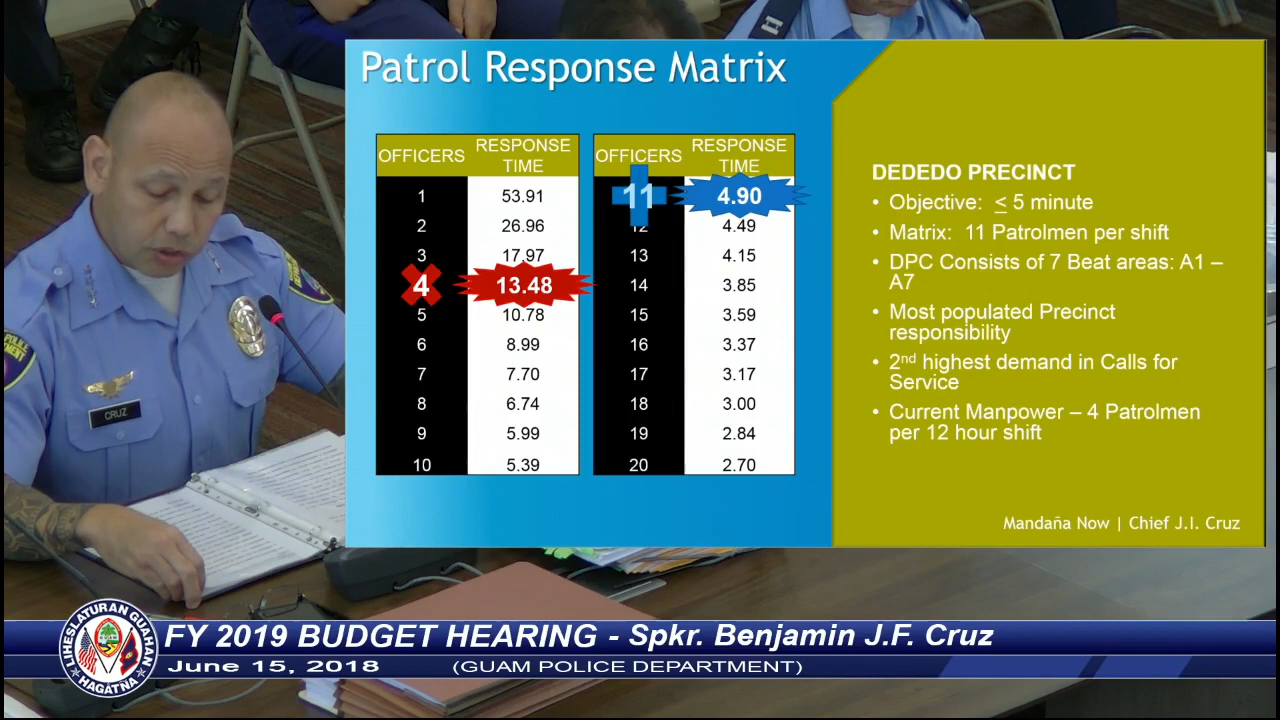 Patrol Response Matrix
OFFICERS RESPONSE TIME
1 53.91
2 26.96
3 17.97
4 13.48
5 10.78
6 8.99
7 7.70
8 6.74
9 5.99
10 5.39
OFFICERS RESPONSE TIME
11 4.90
12 4.49
13 4.15
14 3.85
15 3.59
16 3.37
17 3.17
18 3.00
19 2.84
20 2.70
DEDEDO PRECINCT
• Objective: < 5 minute
• Matrix: 11 Patrolmen per shift
• DPC Consists of 7 Beat areas: A1 –
A7
• Most populated Precinct
responsibility
• 2nd highest demand in Calls for
Service
• Current Manpower – 4 Patrolmen
per 12 hour shift
Mandaña Now | Chief J.I. Cruz
CRUZ
LIHESLATURAN GUÅHAN
HAGÅTÑA
FY 2019 BUDGET HEARING - Spkr. Benjamin J.F. Cruz
June 15, 2018 (GUAM POLICE DEPARTMENT)